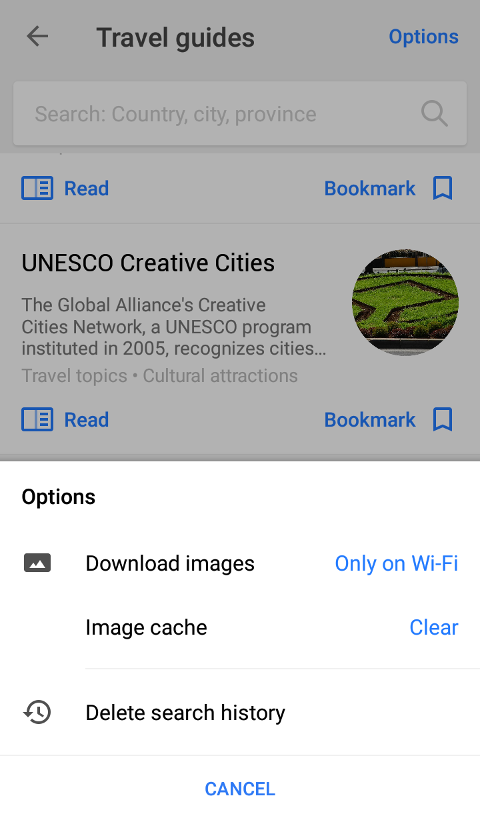 Travel guides
Options
Search: Country, city, province
Read
Bookmark
UNESCO Creative Cities
The Global Alliance's Creative
Cities Network, a UNESCO program
instituted in 2005, recognizes cities...
Travel topics • Cultural attractions
Read
Bookmark
Options
Download images
Only on Wi-Fi
Image cache
Clear
Delete search history
CANCEL